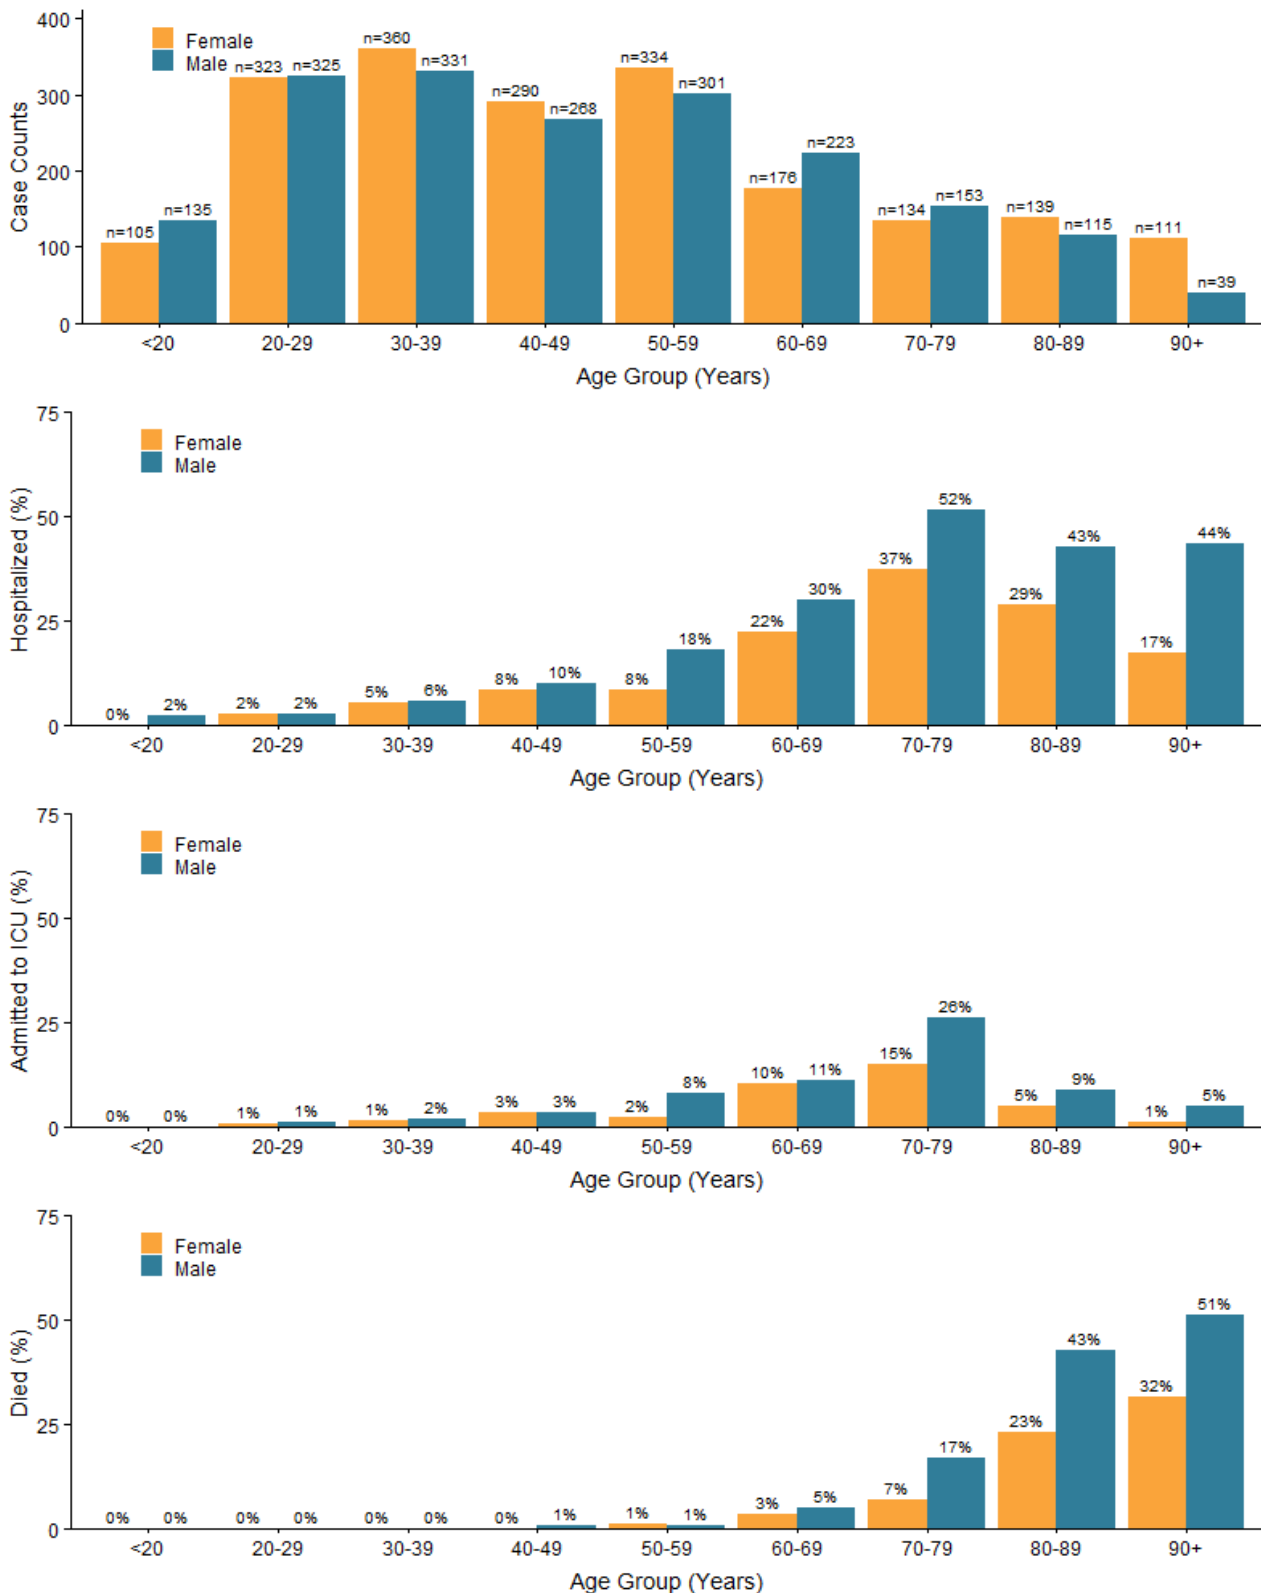 400
Female
Male
n=323
n=325
n=360
n=331
n=290
n=268
n=334
n=301
300
n=176
n=223
200
n=105
n=135
n=134
n=153
n=139
n=115
n=111
n=39
100
0
Case Counts
<20 20-29 30-39 40-49 50-59 60-69 70-79 80-89 90+
Age Group (Years)
75
Female
Male
50
25
0
Hospitalized (%)
0% 2% 2% 2% 5% 6% 8% 10% 8% 18% 22% 30% 37% 52% 29% 43% 17% 44%
<20 20-29 30-39 40-49 50-59 60-69 70-79 80-89 90+
Age Group (Years)
75
Female
Male
50
25
0
Admitted to ICU (%)
0% 0% 1% 1% 1% 2% 3% 3% 2% 8% 10% 11% 15% 26% 5% 9% 1% 5%
<20 20-29 30-39 40-49 50-59 60-69 70-79 80-89 90+
Age Group (Years)
75
Female
Male
50
25
0
Died (%)
0% 0% 0% 0% 0% 0% 0% 1% 1% 1% 3% 5% 7% 17% 23% 43% 32% 51%
<20 20-29 30-39 40-49 50-59 60-69 70-79 80-89 90+
Age Group (Years)